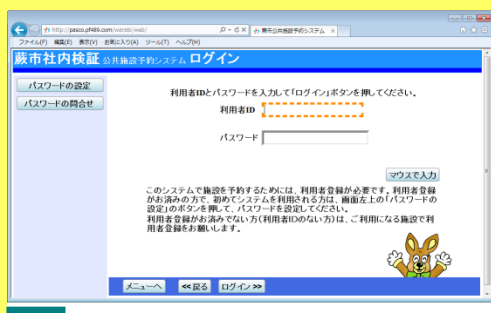 http://pasco.ph489.com/warabi/web/
蕨市公共施設予約システム
ファイル(F) 編集(E) 表示(V) お気に入り(A) ツール(T) ヘルプ(H)
蕨市社内検証 公共施設予約システム ログイン
パスワードの設定
パスワードの問合せ
利用者IDとパスワードを入力して「ログイン」ボタンを押してください。
利用者ID
パスワード
マウスで入力
このシステムで施設を予約するためには、利用者登録が必要です。利用者登録
がお済みの方で、初めてシステムを利用される方は、画面左上の「パスワードの
設定」のボタンを押して、パスワードを設定してください。
利用者登録がお済みでない方(利用者IDのない方)は、ご利用になる施設で利
用者登録をお願いします。
メニューへ <<戻る ログイン>>